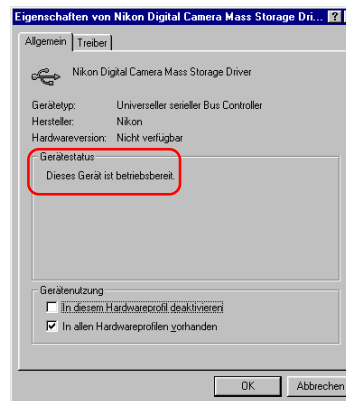 Eigenschaften von Nikon Digital Camera Mass Storage Dri...
Allgemein Treiber
Nikon Digital Camera Mass Storage Driver
Gerätetyp: Universeller serieller Bus Controller
Hersteller: Nikon
Hardwareversion: Nicht verfügbar
Gerätestatus
Dieses Gerät ist betriebsbereit.
Gerätenutzung
In diesem Hardwareprofil deaktivieren
In allen Hardwareprofilen vorhanden
OK Abbrechen